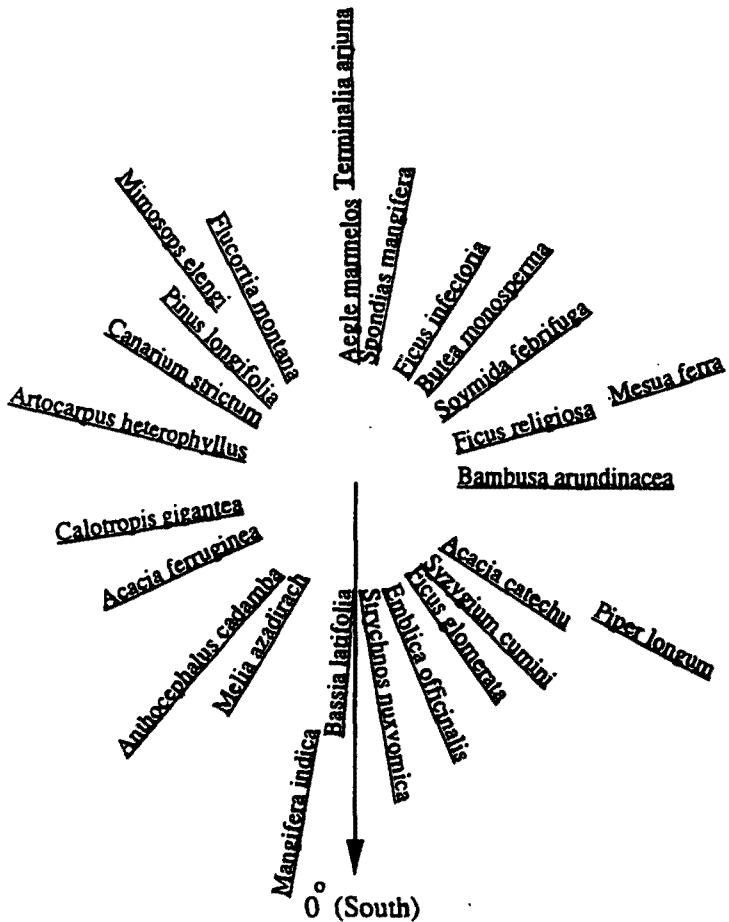 Terminalia arjuna
Aegle marmelos
Spondias mangifera
Ficus infectoria
Butea monosperma
Soymida febrifuga
Ficus religiosa
Mesua ferra
Bambusa arundinacea
Acacia catechu
Piper longum
Syzygium cumini
Ficus glomerata
Emblica officinalis
Strychnos nuxvomica
Bassia latifolia
Mangifera indica
Melia azadirach
Anthocephalus cadamba
Acacia ferruginea
Calotropis gigantea
Artocarpus heterophyllus
Canarium strictum
Pinus longifolia
Mimosops elengi
Flucortia montana
0° (South)